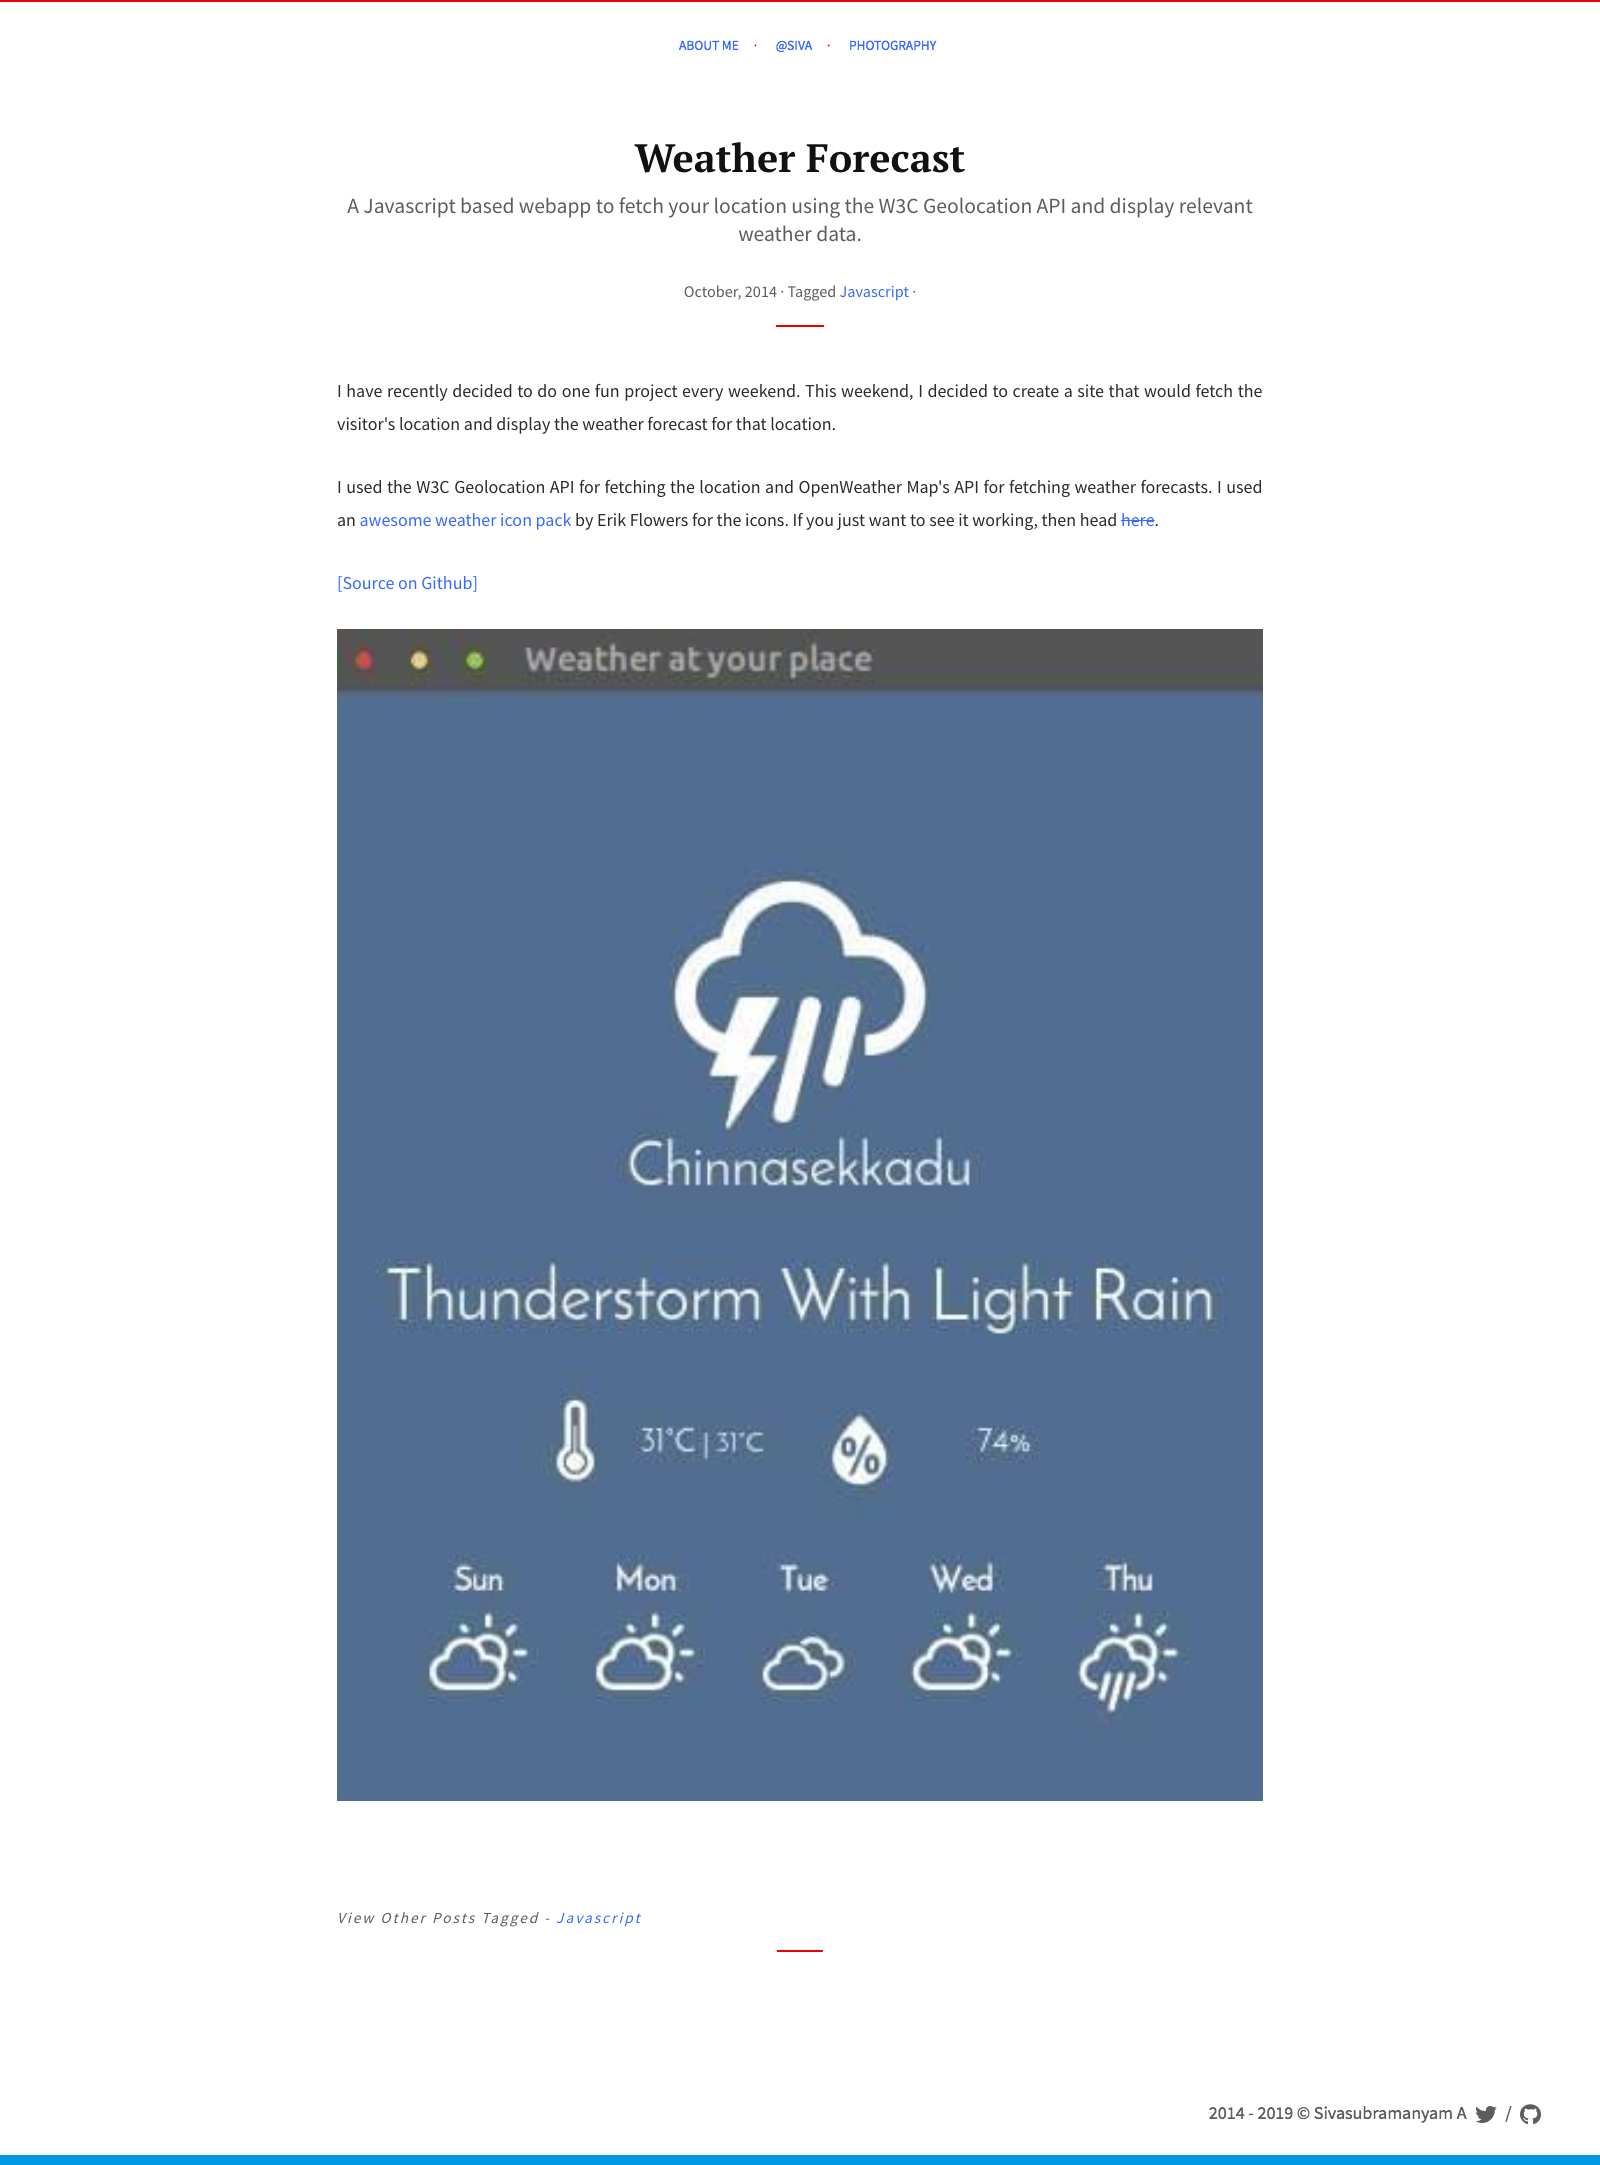 ABOUT ME · @SIVA · PHOTOGRAPHY
Weather Forecast
A Javascript based webapp to fetch your location using the W3C Geolocation API and display relevant
weather data.
October, 2014 · Tagged Javascript ·
I have recently decided to do one fun project every weekend. This weekend, I decided to create a site that would fetch the
visitor's location and display the weather forecast for that location.
I used the W3C Geolocation API for fetching the location and OpenWeather Map's API for fetching weather forecasts. I used
an awesome weather icon pack by Erik Flowers for the icons. If you just want to see it working, then head here.
[Source on Github]
Weather at your place
Chinnasekkadu
Thunderstorm With Light Rain
31°C | 31°C % 74%
Sun Mon Tue Wed Thu
View Other Posts Tagged - Javascript
2014 - 2019 © Sivasubramanyam A /